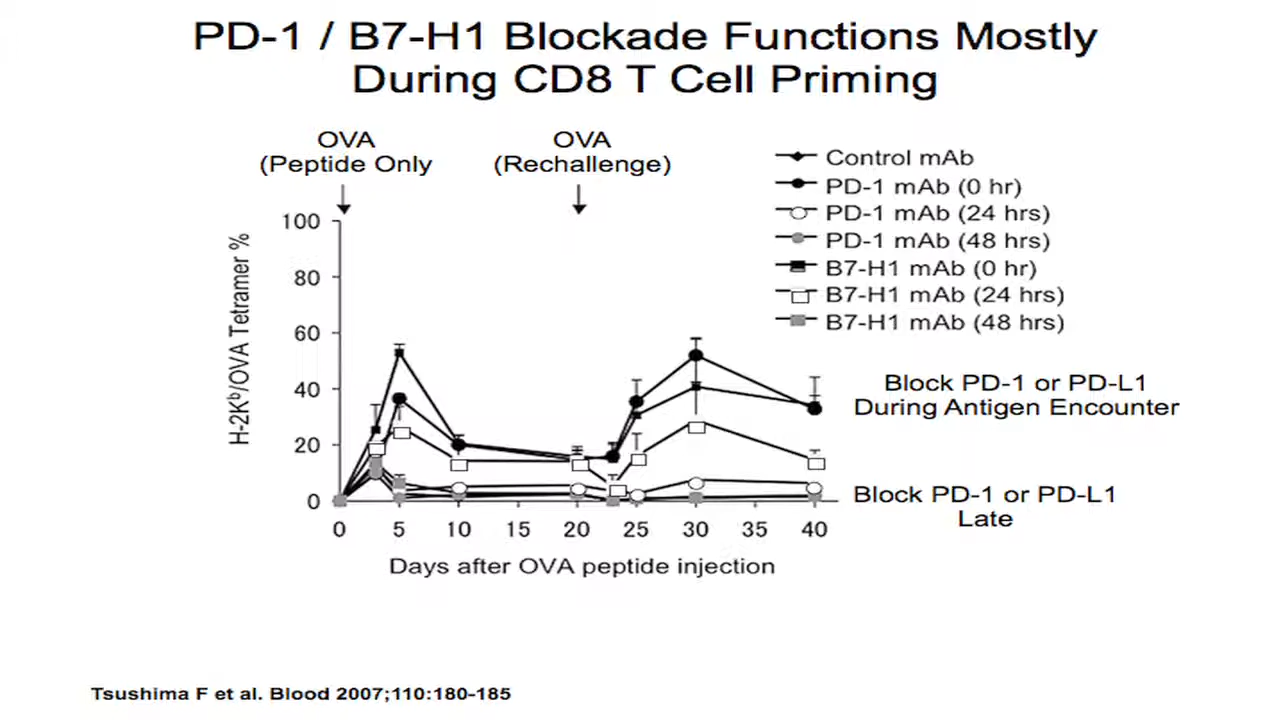 PD-1 / B7-H1 Blockade Functions Mostly
During CD8 T Cell Priming
OVA
(Peptide Only
OVA
(Rechallenge)
Control mAb
PD-1 mAb (0 hr)
PD-1 mAb (24 hrs)
PD-1 mAb (48 hrs)
B7-H1 mAb (0 hr)
B7-H1 mAb (24 hrs)
B7-H1 mAb (48 hrs)
H-2Kᵇ/OVA Tetramer %
100
80
60
40
20
0
0 5 10 15 20 25 30 35 40
Days after OVA peptide injection
Block PD-1 or PD-L1
During Antigen Encounter
Block PD-1 or PD-L1
Late
Tsushima F et al. Blood 2007;110:180-185